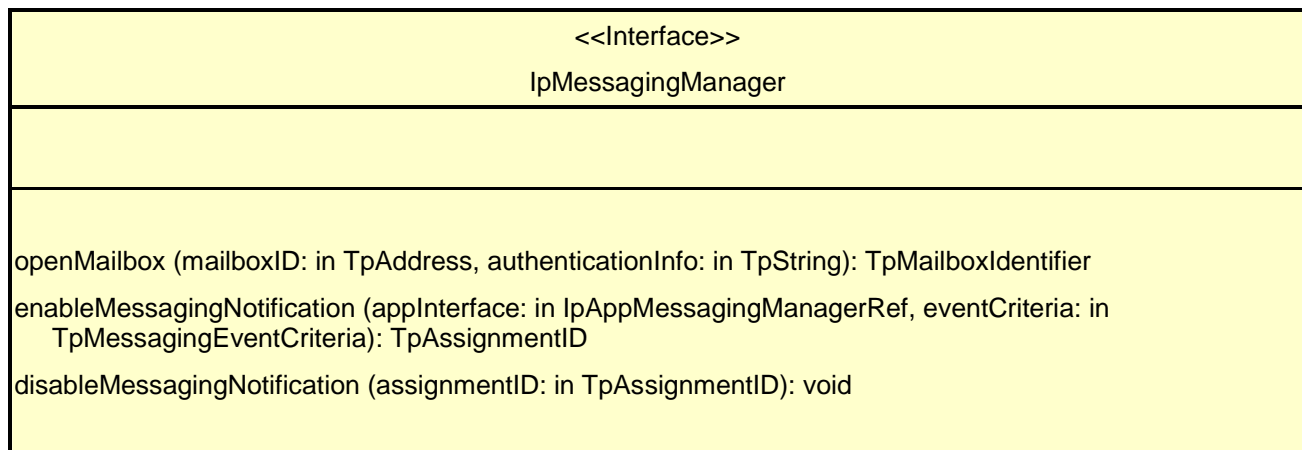 <<Interface>>
IpMessagingManager
openMailbox (mailboxID: in TpAddress, authenticationInfo: in TpString): TpMailboxIdentifier
enableMessagingNotification (appInterface: in IpAppMessagingManagerRef, eventCriteria: in
TpMessagingEventCriteria): TpAssignmentID
disableMessagingNotification (assignmentID: in TpAssignmentID): void